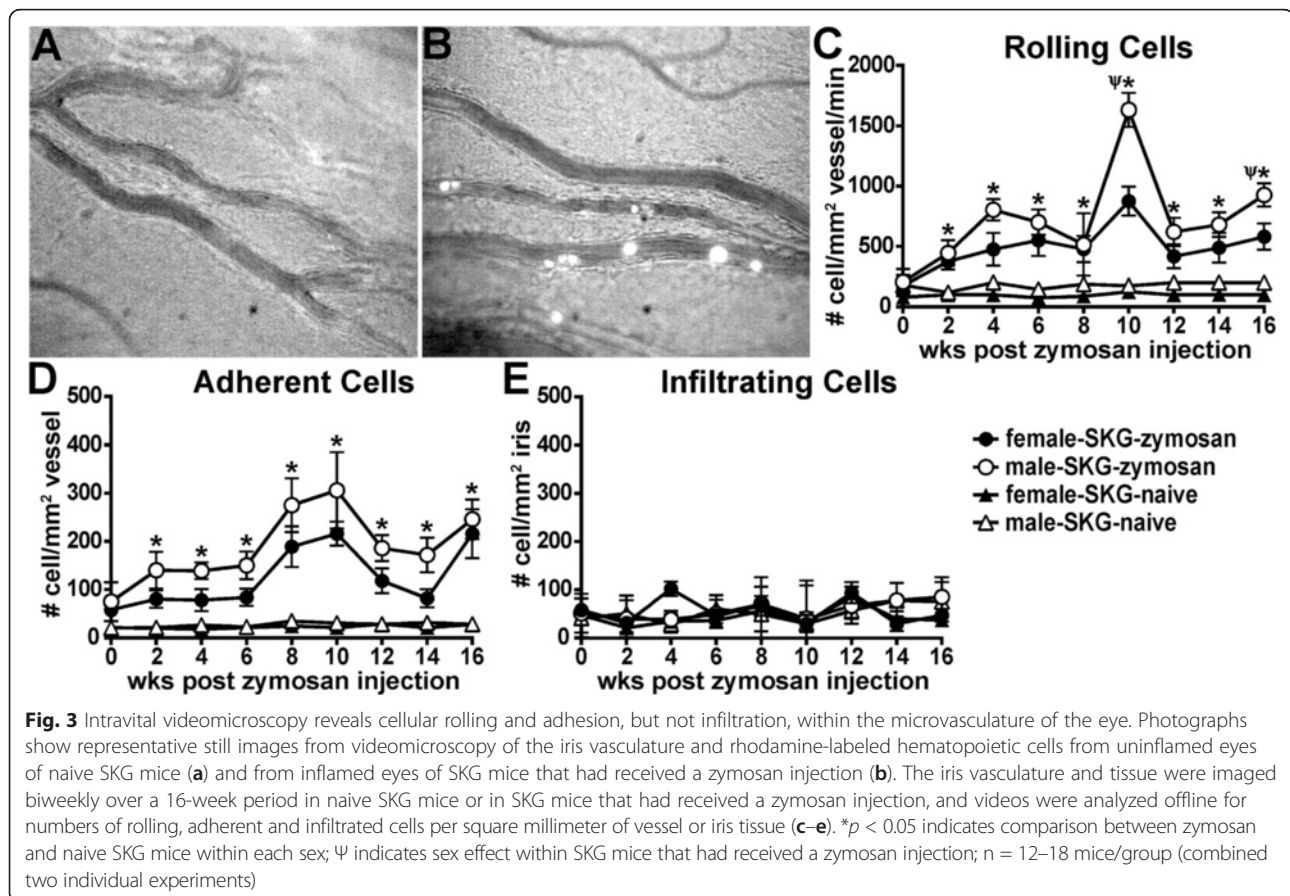 A
B
C
Rolling Cells
# cell/mm² vessel/min
2000
1500
1000
500
0
ψ*
*
*
*
*
*
*
*
ψ*
0 2 4 6 8 10 12 14 16
wks post zymosan injection
D
Adherent Cells
# cell/mm² vessel
500
400
300
200
100
0
*
*
*
*
*
*
*
*
0 2 4 6 8 10 12 14 16
wks post zymosan injection
E
Infiltrating Cells
# cell/mm² iris
500
400
300
200
100
0
0 2 4 6 8 10 12 14 16
wks post zymosan injection
female-SKG-zymosan
male-SKG-zymosan
female-SKG-naive
male-SKG-naive
Fig. 3 Intravital videomicroscopy reveals cellular rolling and adhesion, but not infiltration, within the microvasculature of the eye. Photographs
show representative still images from videomicroscopy of the iris vasculature and rhodamine-labeled hematopoietic cells from uninflamed eyes
of naive SKG mice (a) and from inflamed eyes of SKG mice that had received a zymosan injection (b). The iris vasculature and tissue were imaged
biweekly over a 16-week period in naive SKG mice or in SKG mice that had received a zymosan injection, and videos were analyzed offline for
numbers of rolling, adherent and infiltrated cells per square millimeter of vessel or iris tissue (c–e). *p < 0.05 indicates comparison between zymosan
and naive SKG mice within each sex; Ψ indicates sex effect within SKG mice that had received a zymosan injection; n = 12–18 mice/group (combined
two individual experiments)